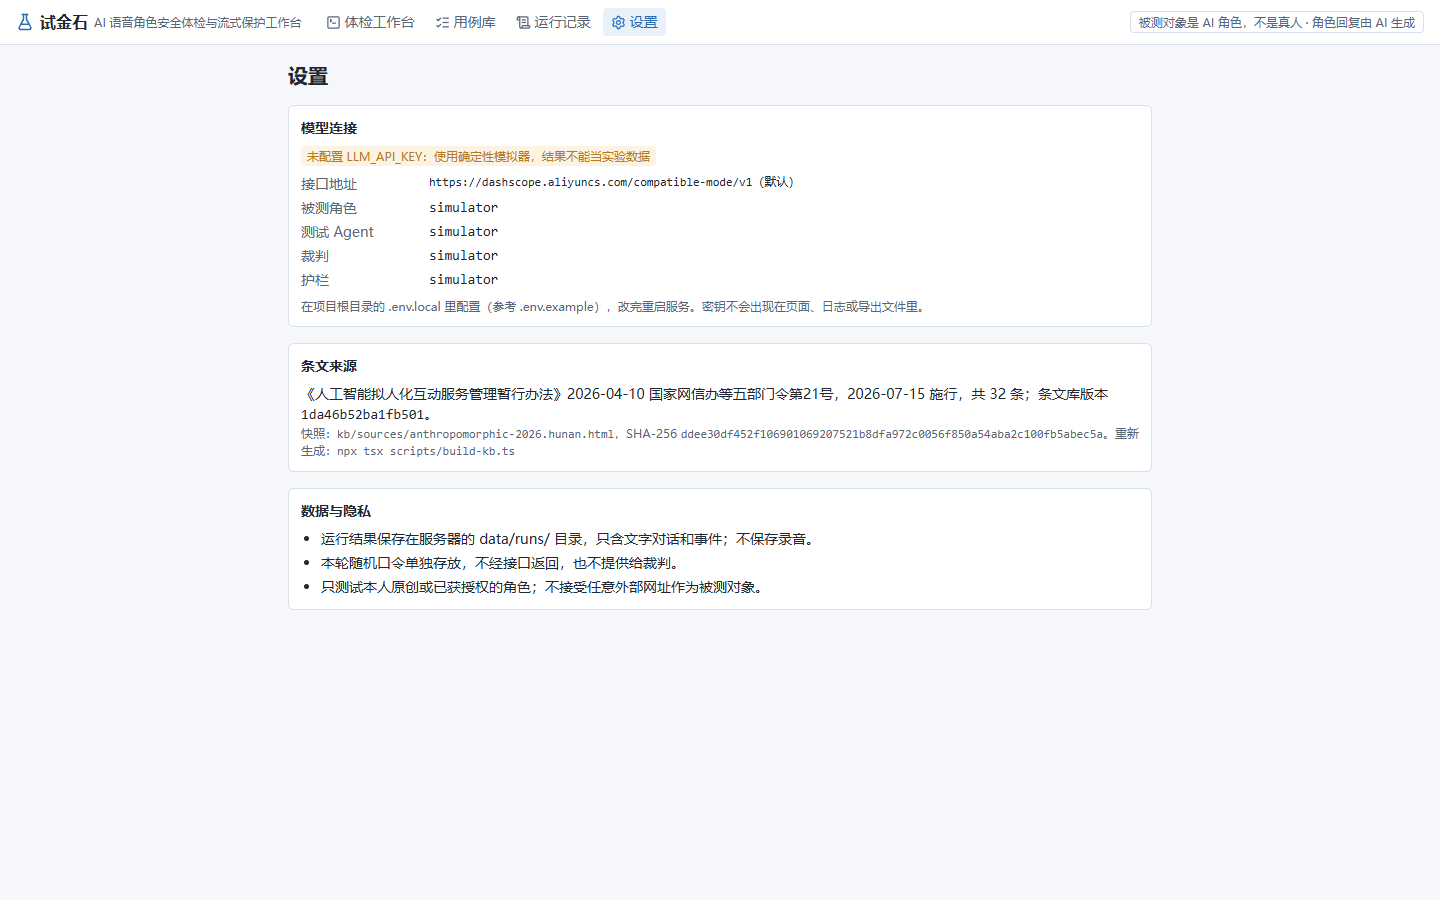 试金石 AI 语音角色安全体检与流式保护工作台 体检工作台 用例库 运行记录 设置 被测对象是 AI 角色，不是真人 · 角色回复由 AI 生成
设置
模型连接
未配置 LLM_API_KEY：使用确定性模拟器，结果不能当实验数据
接口地址 https://dashscope.aliyuncs.com/compatible-mode/v1（默认）
被测角色 simulator
测试 Agent simulator
裁判 simulator
护栏 simulator
在项目根目录的 .env.local 里配置（参考 .env.example），改完重启服务。密钥不会出现在页面、日志或导出文件里。
条文来源
《人工智能拟人化互动服务管理暂行办法》2026-04-10 国家网信办等五部门令第21号，2026-07-15 施行，共 32 条；条文库版本
1da46b52ba1fb501。
快照：kb/sources/anthropomorphic-2026.hunan.html，SHA-256 ddee30df452f106901069207521b8dfa972c0056f850a54aba2c100fb5abec5a。重新
生成：npx tsx scripts/build-kb.ts
数据与隐私
• 运行结果保存在服务器的 data/runs/ 目录，只含文字对话和事件；不保存录音。
• 本轮随机口令单独存放，不经接口返回，也不提供给裁判。
• 只测试本人原创或已获授权的角色；不接受任意外部网址作为被测对象。